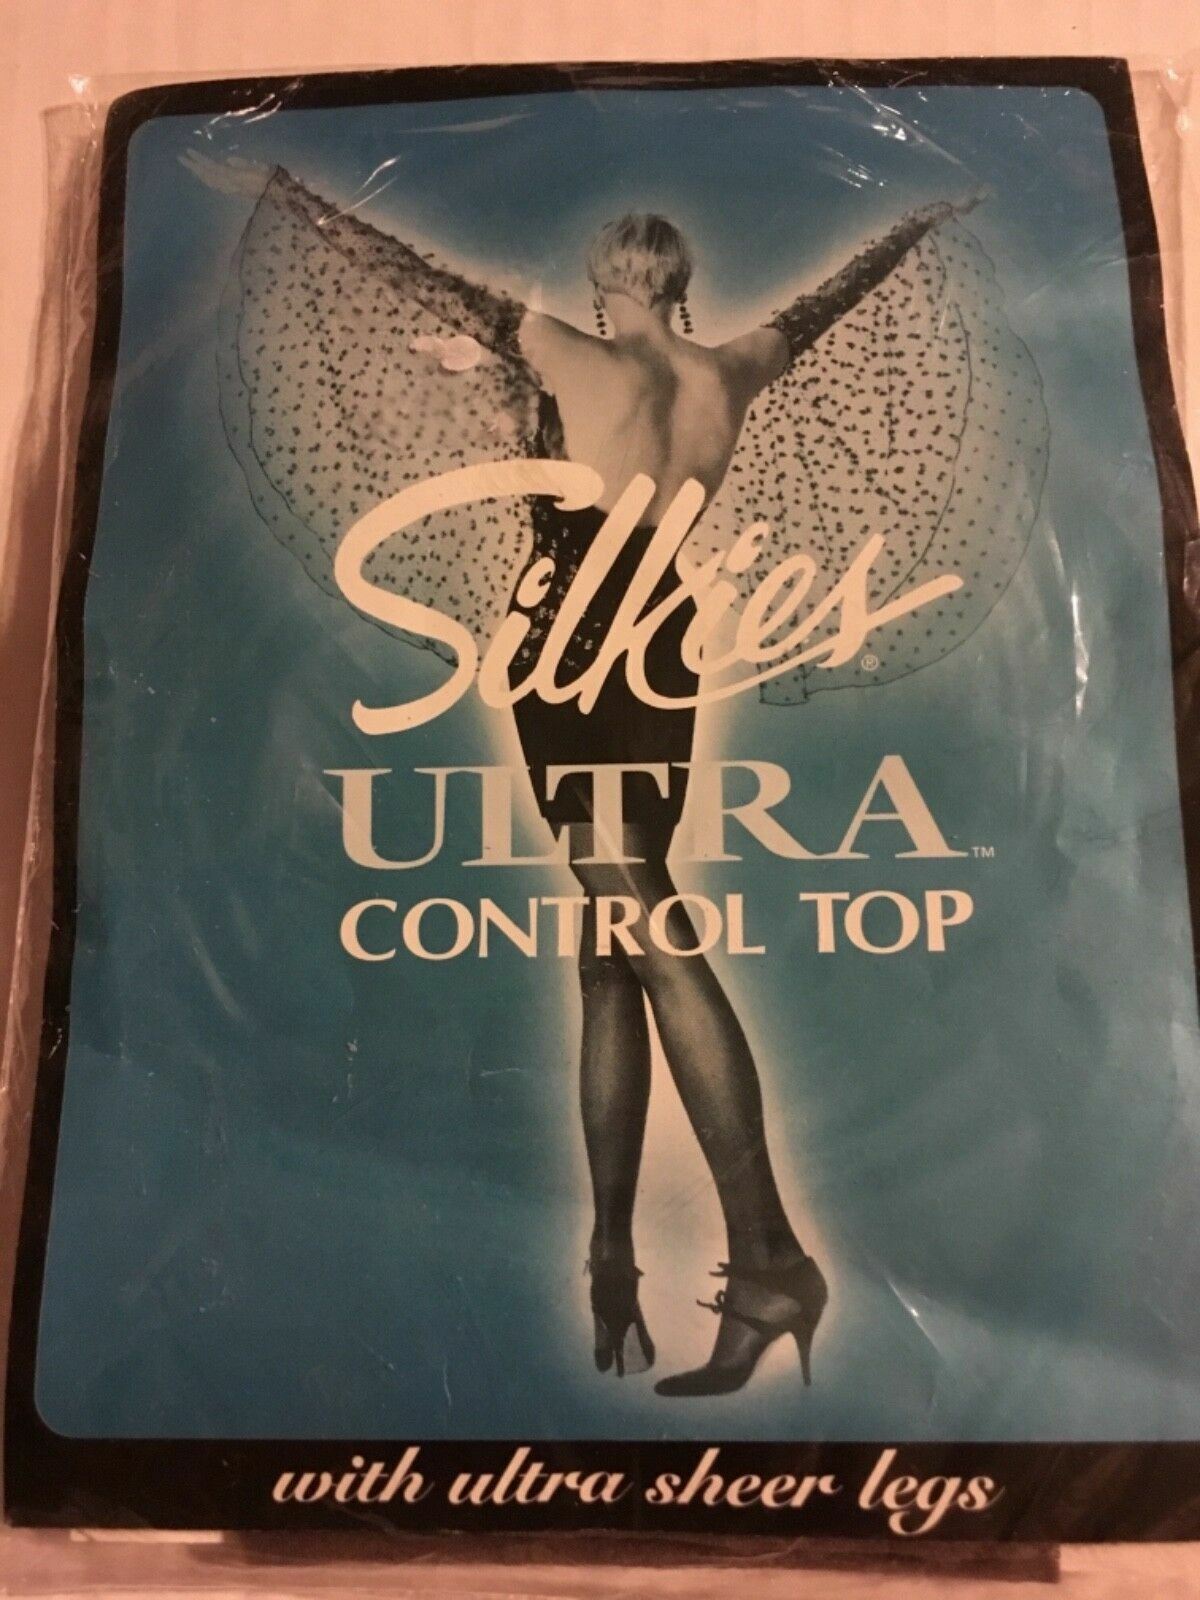 Silkies®
ULTRA™
CONTROL TOP
with ultra sheer legs